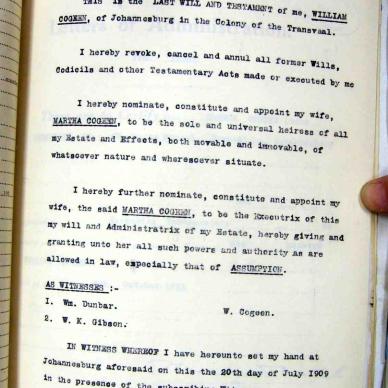 THIS is the LAST WILL AND TESTAMENT of me, WILLIAM
COGEEN, of Johannesburg in the Colony of the Transvaal.
I hereby revoke, cancel and annul all former Wills,
Codicils and other Testamentary Acts made or executed by me
I hereby nominate, constitute and appoint my wife,
MARTHA COGEEN, to be the sole and universal heiress of all
my Estate and Effects, both movable and immovable, of
whatsoever nature and wheresoever situate.
I hereby further nominate, constitute and appoint my
wife, the said MARTHA COGEEN, to be the Executrix of this
my will and Administratrix of my Estate, hereby giving and
granting unto her all such powers and authority as are
allowed in law, especially that of ASSUMPTION.
AS WITNESSES :-
1. Wm. Dunbar. W. Cogeen.
2. W. K. Gibson.
IN WITNESS WHEREOF I have hereunto set my hand at
Johannesburg aforesaid on this the 20th day of July 1909
in the presence of the subscribing